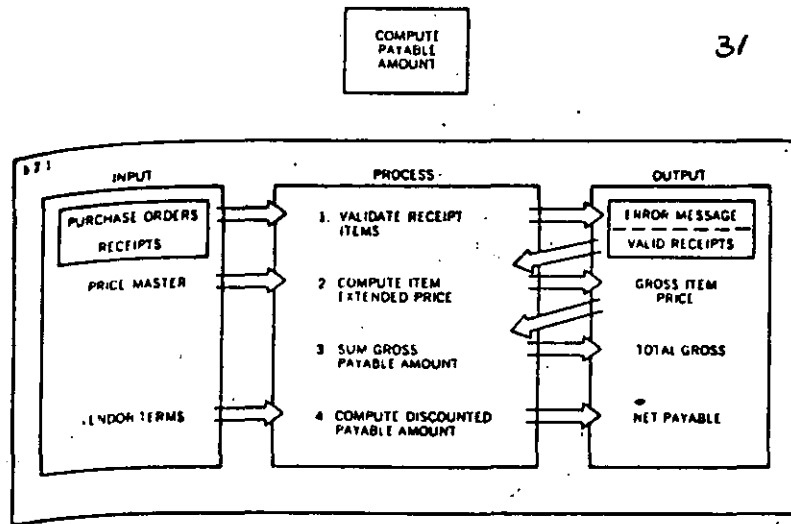 COMPUTE
PAYABLE
AMOUNT
31
INPUT
PROCESS
OUTPUT
PURCHASE ORDERS
RECEIPTS
1. VALIDATE RECEIPT
ITEMS
ERROR MESSAGE
VALID RECEIPTS
PRICE MASTER
2 COMPUTE ITEM
EXTENDED PRICE
GROSS ITEM
PRICE
3 SUM GROSS
PAYABLE AMOUNT
TOTAL GROSS
VENDOR TERMS
4 COMPUTE DISCOUNTED
PAYABLE AMOUNT
NET PAYABLE